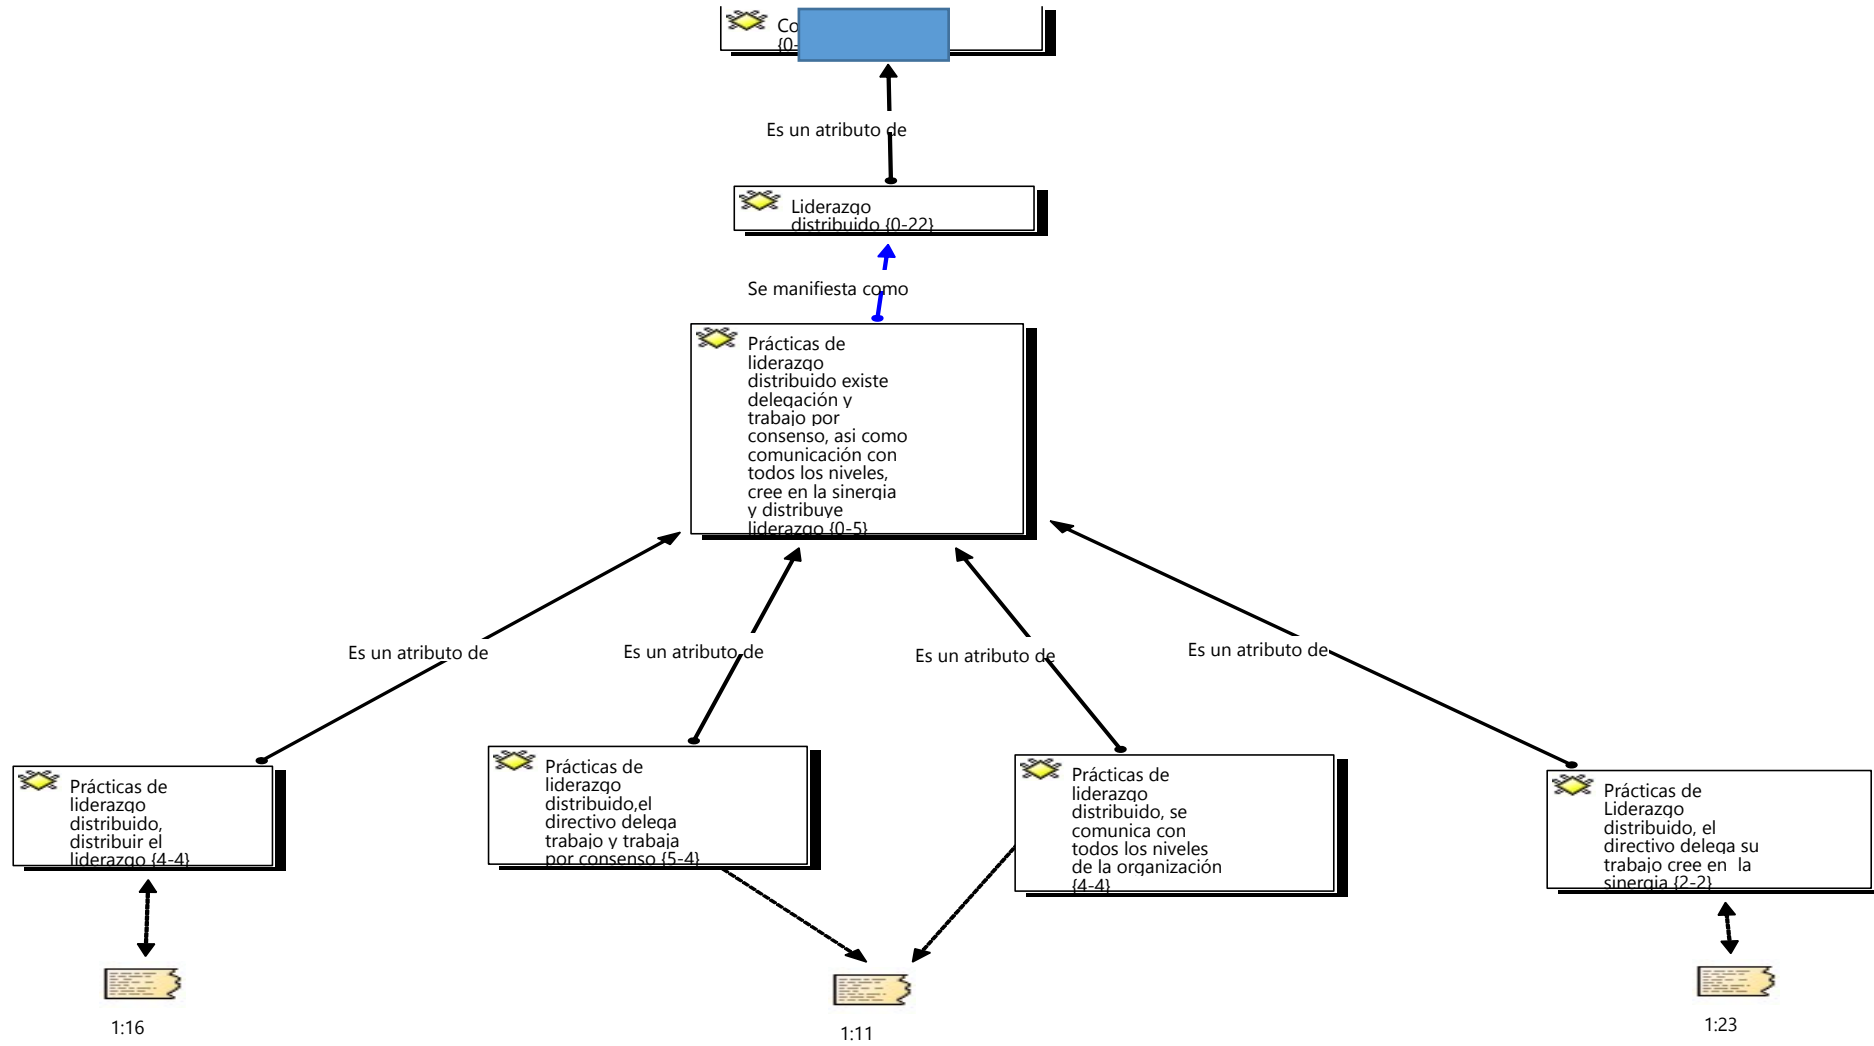 Co
{0-
Es un atributo de
Liderazgo
distribuido {0-22}
Se manifiesta como
Prácticas de
liderazgo
distribuido existe
delegación y
trabajo por
consenso, asi como
comunicación con
todos los niveles,
cree en la sinergia
y distribuye
liderazgo {0-5}
Es un atributo de
Es un atributo de
Es un atributo de
Es un atributo de
Prácticas de
liderazgo
distribuido,
distribuir el
liderazgo {4-4}
Prácticas de
liderazgo
distribuido,el
directivo delega
trabajo y trabaja
por consenso {5-4}
Prácticas de
liderazgo
distribuido, se
comunica con
todos los niveles
de la organización
{4-4}
Prácticas de
Liderazgo
distribuido, el
directivo delega su
trabajo cree en  la
sinergia {2-2}
1:16
1:11
1:23